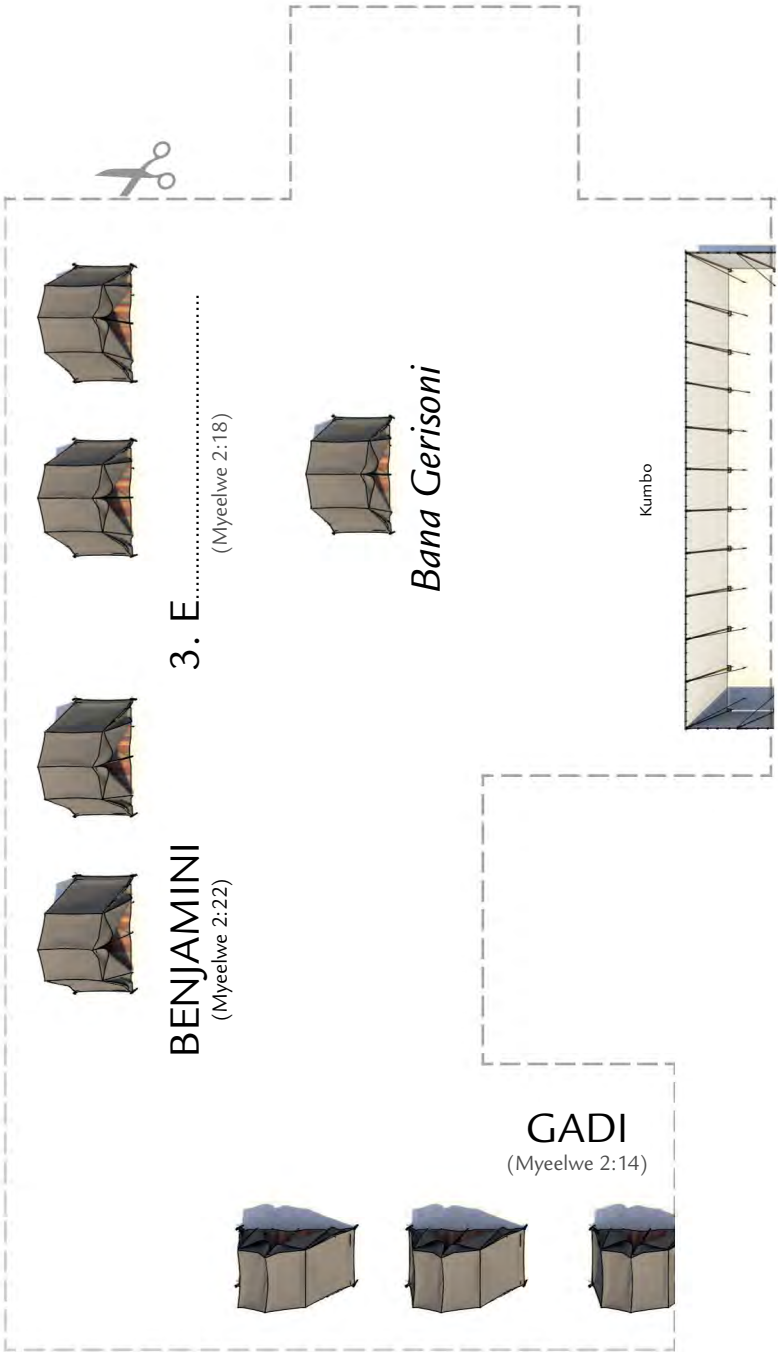 3. E................................................
(Myeelwe 2:18)
BENJAMINI
(Myeelwe 2:22)
Bana Gerisoni
Kumbo
GADI
(Myeelwe 2:14)